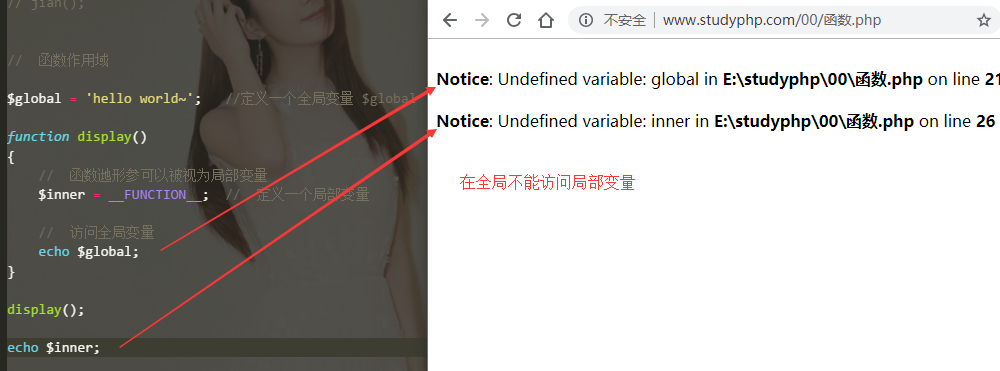 // jian();
//  函数作用域
$global = 'hello world~';   //定义一个全局变量 $global
function display()
{
//  函数地形参可以被视为局部变量
$inner = __FUNCTION__;  //  定义一个局部变量
//  访问全局变量
echo $global;
}
display();
echo $inner;
不安全 | www.studyphp.com/00/函数.php
Notice: Undefined variable: global in E:\studyphp\00\函数.php on line 21
Notice: Undefined variable: inner in E:\studyphp\00\函数.php on line 26
在全局不能访问局部变量